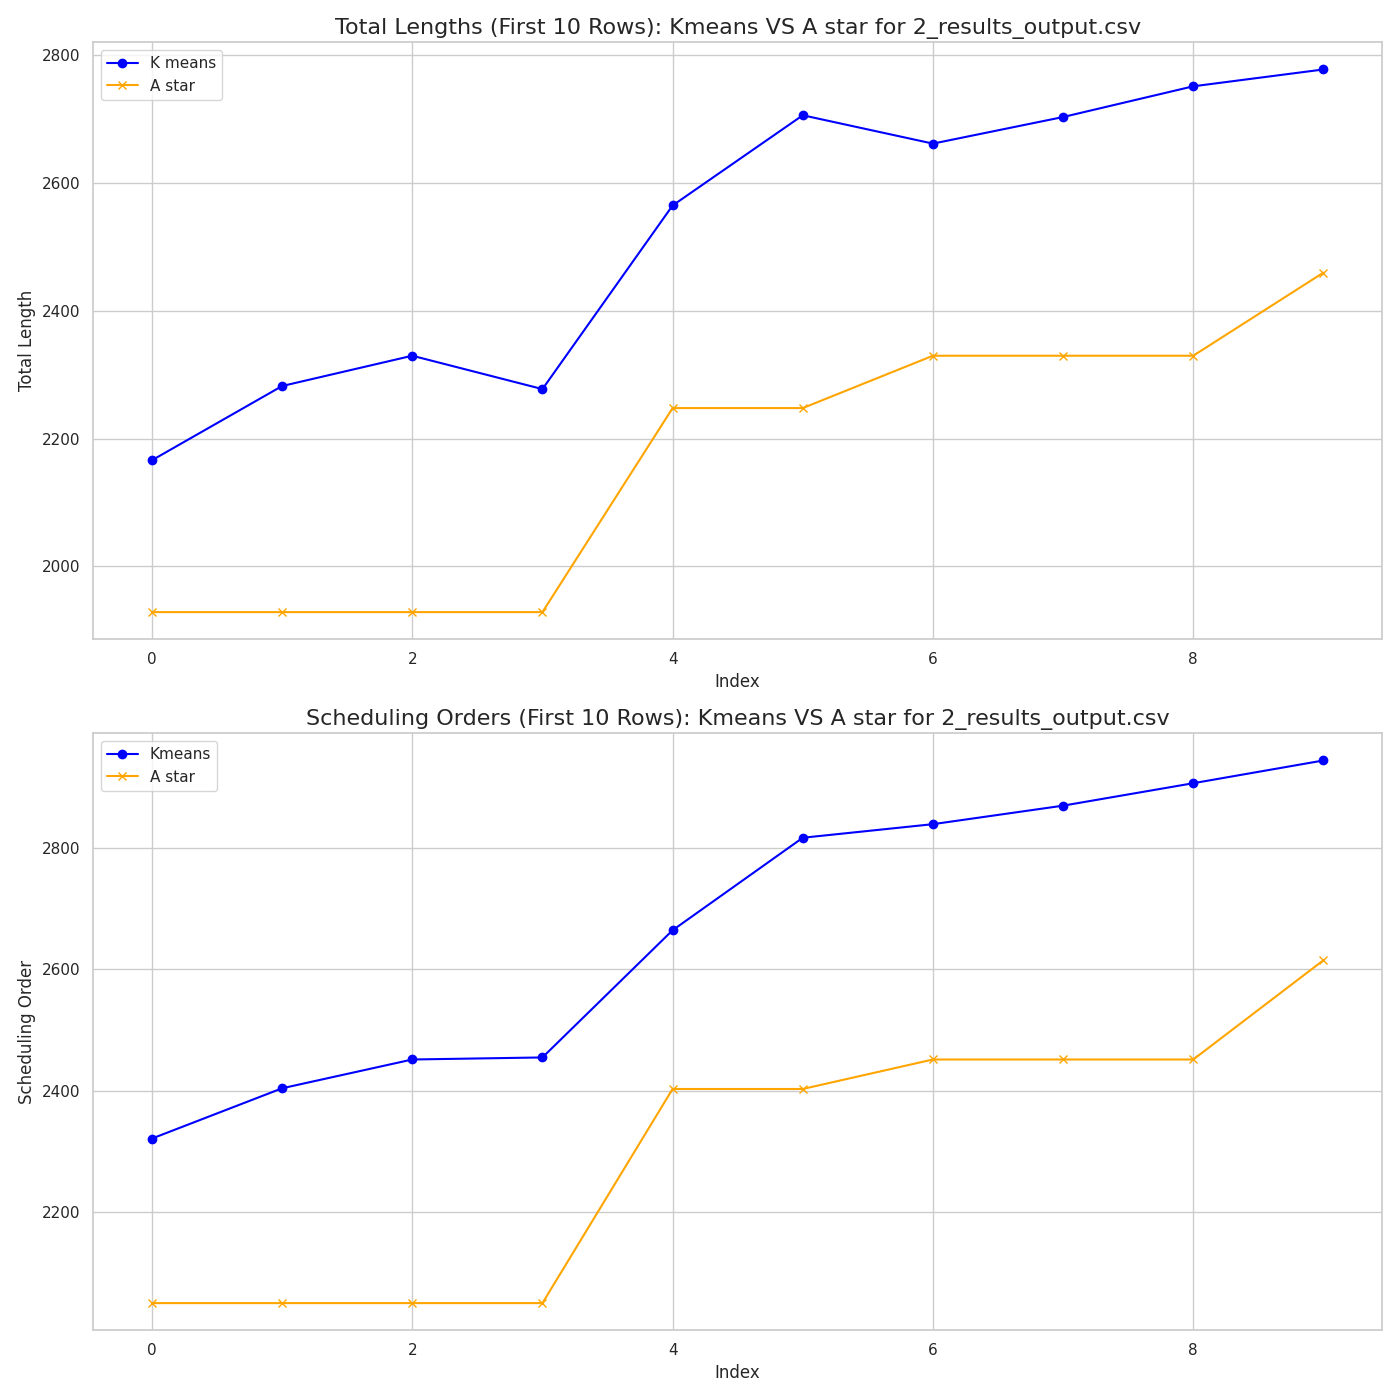 Total Lengths (First 10 Rows): Kmeans VS A star for 2_results_output.csv
K means
A star
2800
2600
2400
2200
2000
Total Length
0 2 4 6 8
Index
Scheduling Orders (First 10 Rows): Kmeans VS A star for 2_results_output.csv
Kmeans
A star
2800
2600
2400
2200
Scheduling Order
0 2 4 6 8
Index